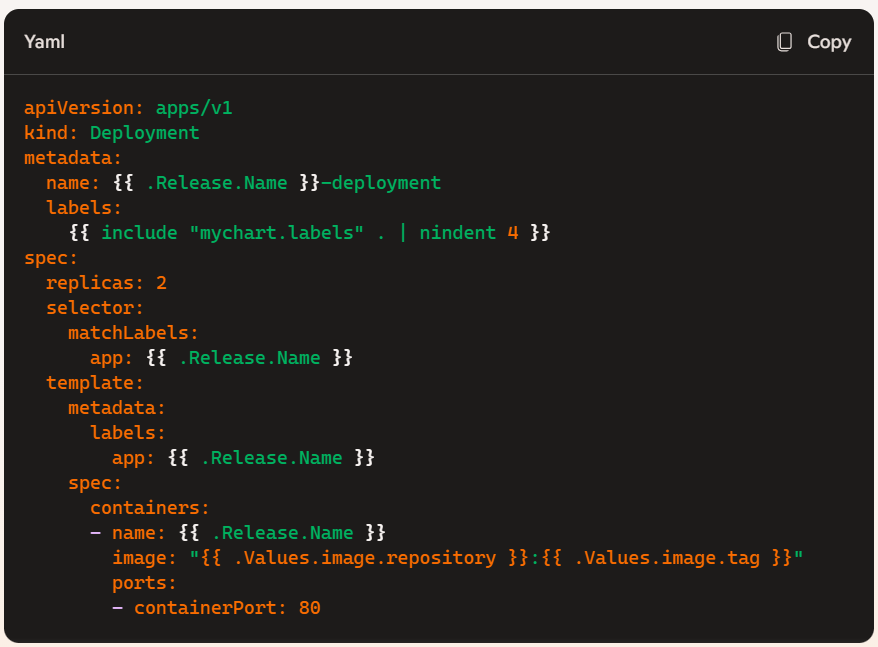 Yaml
Copy
apiVersion: apps/v1
kind: Deployment
metadata:
  name: {{ .Release.Name }}-deployment
  labels:
    {{ include "mychart.labels" . | nindent 4 }}
spec:
  replicas: 2
  selector:
    matchLabels:
      app: {{ .Release.Name }}
  template:
    metadata:
      labels:
        app: {{ .Release.Name }}
    spec:
      containers:
      - name: {{ .Release.Name }}
        image: "{{ .Values.image.repository }}:{{ .Values.image.tag }}"
        ports:
        - containerPort: 80